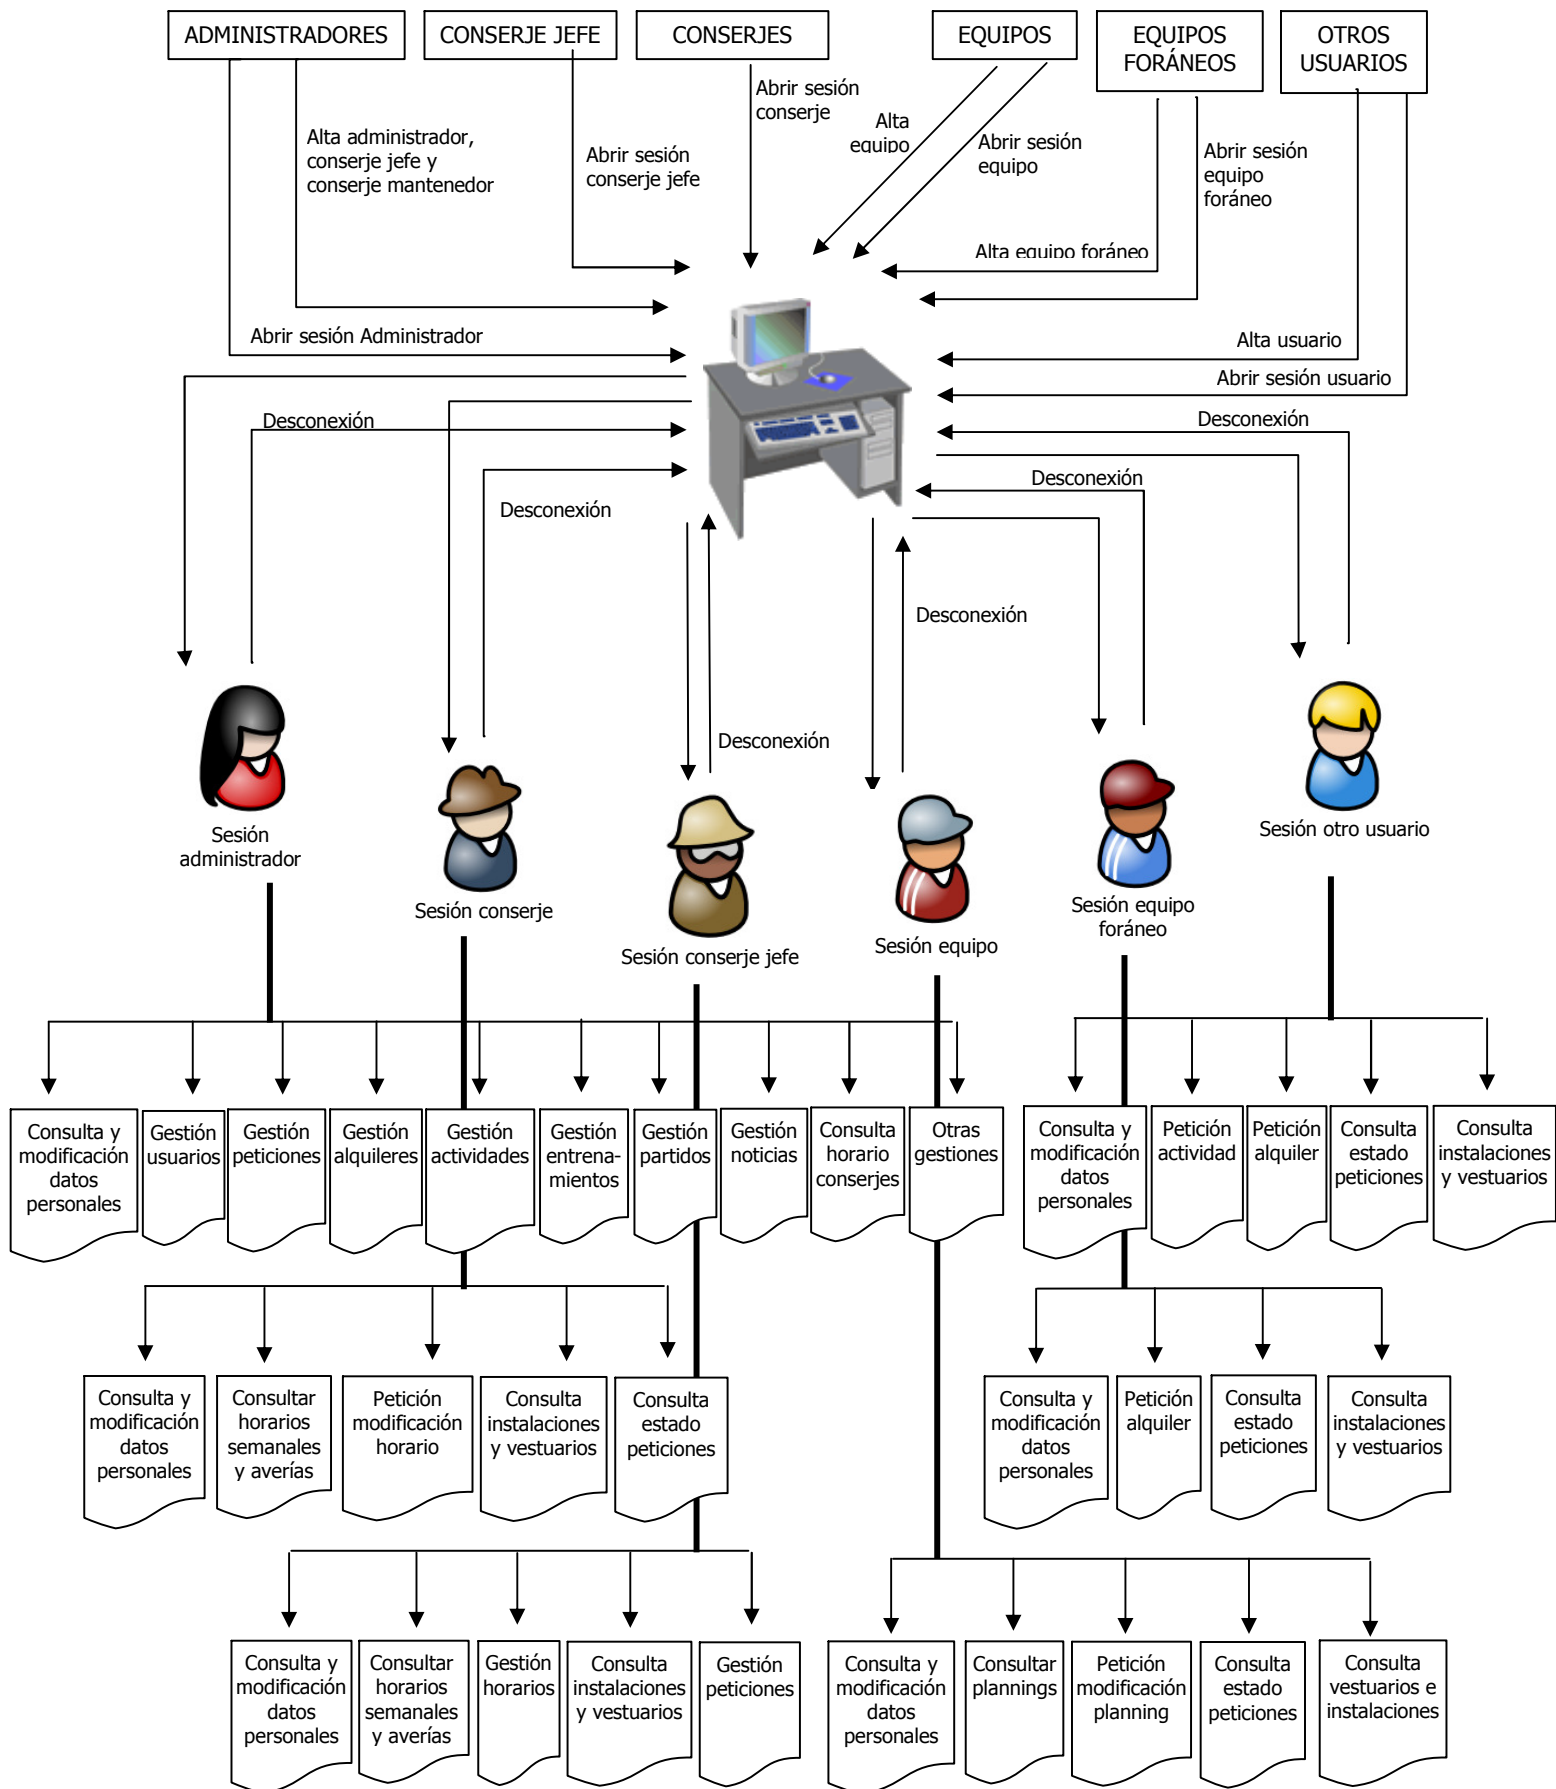 ADMINISTRADORES
CONSERJE JEFE
CONSERJES
EQUIPOS
EQUIPOS
FORÁNEOS
OTROS
USUARIOS
Abrir sesión
conserje
Alta
equipo
Abrir sesión
equipo
Alta administrador,
conserje jefe y
conserje mantenedor
Abrir sesión
conserje jefe
Abrir sesión
equipo
foráneo
Alta equipo foráneo
Abrir sesión Administrador
Alta usuario
Abrir sesión usuario
Desconexión
Desconexión
Desconexión
Desconexión
Desconexión
Desconexión
Sesión
administrador
Sesión conserje
Sesión conserje jefe
Sesión equipo
Sesión equipo
foráneo
Sesión otro usuario
Consulta y
modificación
datos
personales
Gestión
usuarios
Gestión
peticiones
Gestión
alquileres
Gestión
actividades
Gestión
entrena-
mientos
Gestión
partidos
Gestión
noticias
Consulta
horario
conserjes
Otras
gestiones
Consulta y
modificación
datos
personales
Petición
actividad
Petición
alquiler
Consulta
estado
peticiones
Consulta
instalaciones
y vestuarios
Consulta y
modificación
datos
personales
Consultar
horarios
semanales
y averías
Petición
modificación
horario
Consulta
instalaciones
y vestuarios
Consulta
estado
peticiones
Consulta y
modificación
datos
personales
Petición
alquiler
Consulta
estado
peticiones
Consulta
instalaciones
y vestuarios
Consulta y
modificación
datos
personales
Consultar
horarios
semanales
y averías
Gestión
horarios
Consulta
instalaciones
y vestuarios
Gestión
peticiones
Consulta y
modificación
datos
personales
Consultar
plannings
Petición
modificación
planning
Consulta
estado
peticiones
Consulta
vestuarios e
instalaciones